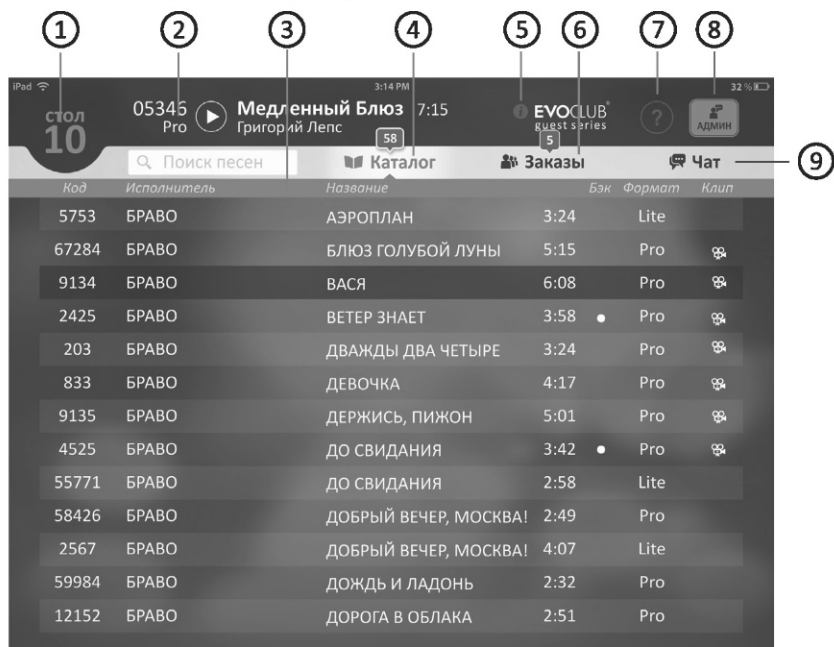 1 2 3 4 5 6 7 8
iPad 3:14 PM 32 %
стол
10
05346 Медленный Блюз 7:15
Pro Григорий Лепс
EVOCLUB®
guest series
?
АДМИН
58 5
Поиск песен Каталог Заказы Чат 9
Код Исполнитель Название Бэк Формат Клип
5753 БРАВО АЭРОПЛАН 3:24 Lite
67284 БРАВО БЛЮЗ ГОЛУБОЙ ЛУНЫ 5:15 Pro
9134 БРАВО ВАСЯ 6:08 Pro
2425 БРАВО ВЕТЕР ЗНАЕТ 3:58 Pro
203 БРАВО ДВАЖДЫ ДВА ЧЕТЫРЕ 3:24 Pro
833 БРАВО ДЕВОЧКА 4:17 Pro
9135 БРАВО ДЕРЖИСЬ, ПИЖОН 5:01 Pro
4525 БРАВО ДО СВИДАНИЯ 3:42 Pro
55771 БРАВО ДО СВИДАНИЯ 2:58 Lite
58426 БРАВО ДОБРЫЙ ВЕЧЕР, МОСКВА! 2:49 Pro
2567 БРАВО ДОБРЫЙ ВЕЧЕР, МОСКВА! 4:07 Lite
59984 БРАВО ДОЖДЬ И ЛАДОНЬ 2:32 Pro
12152 БРАВО ДОРОГА В ОБЛАКА 2:51 Pro